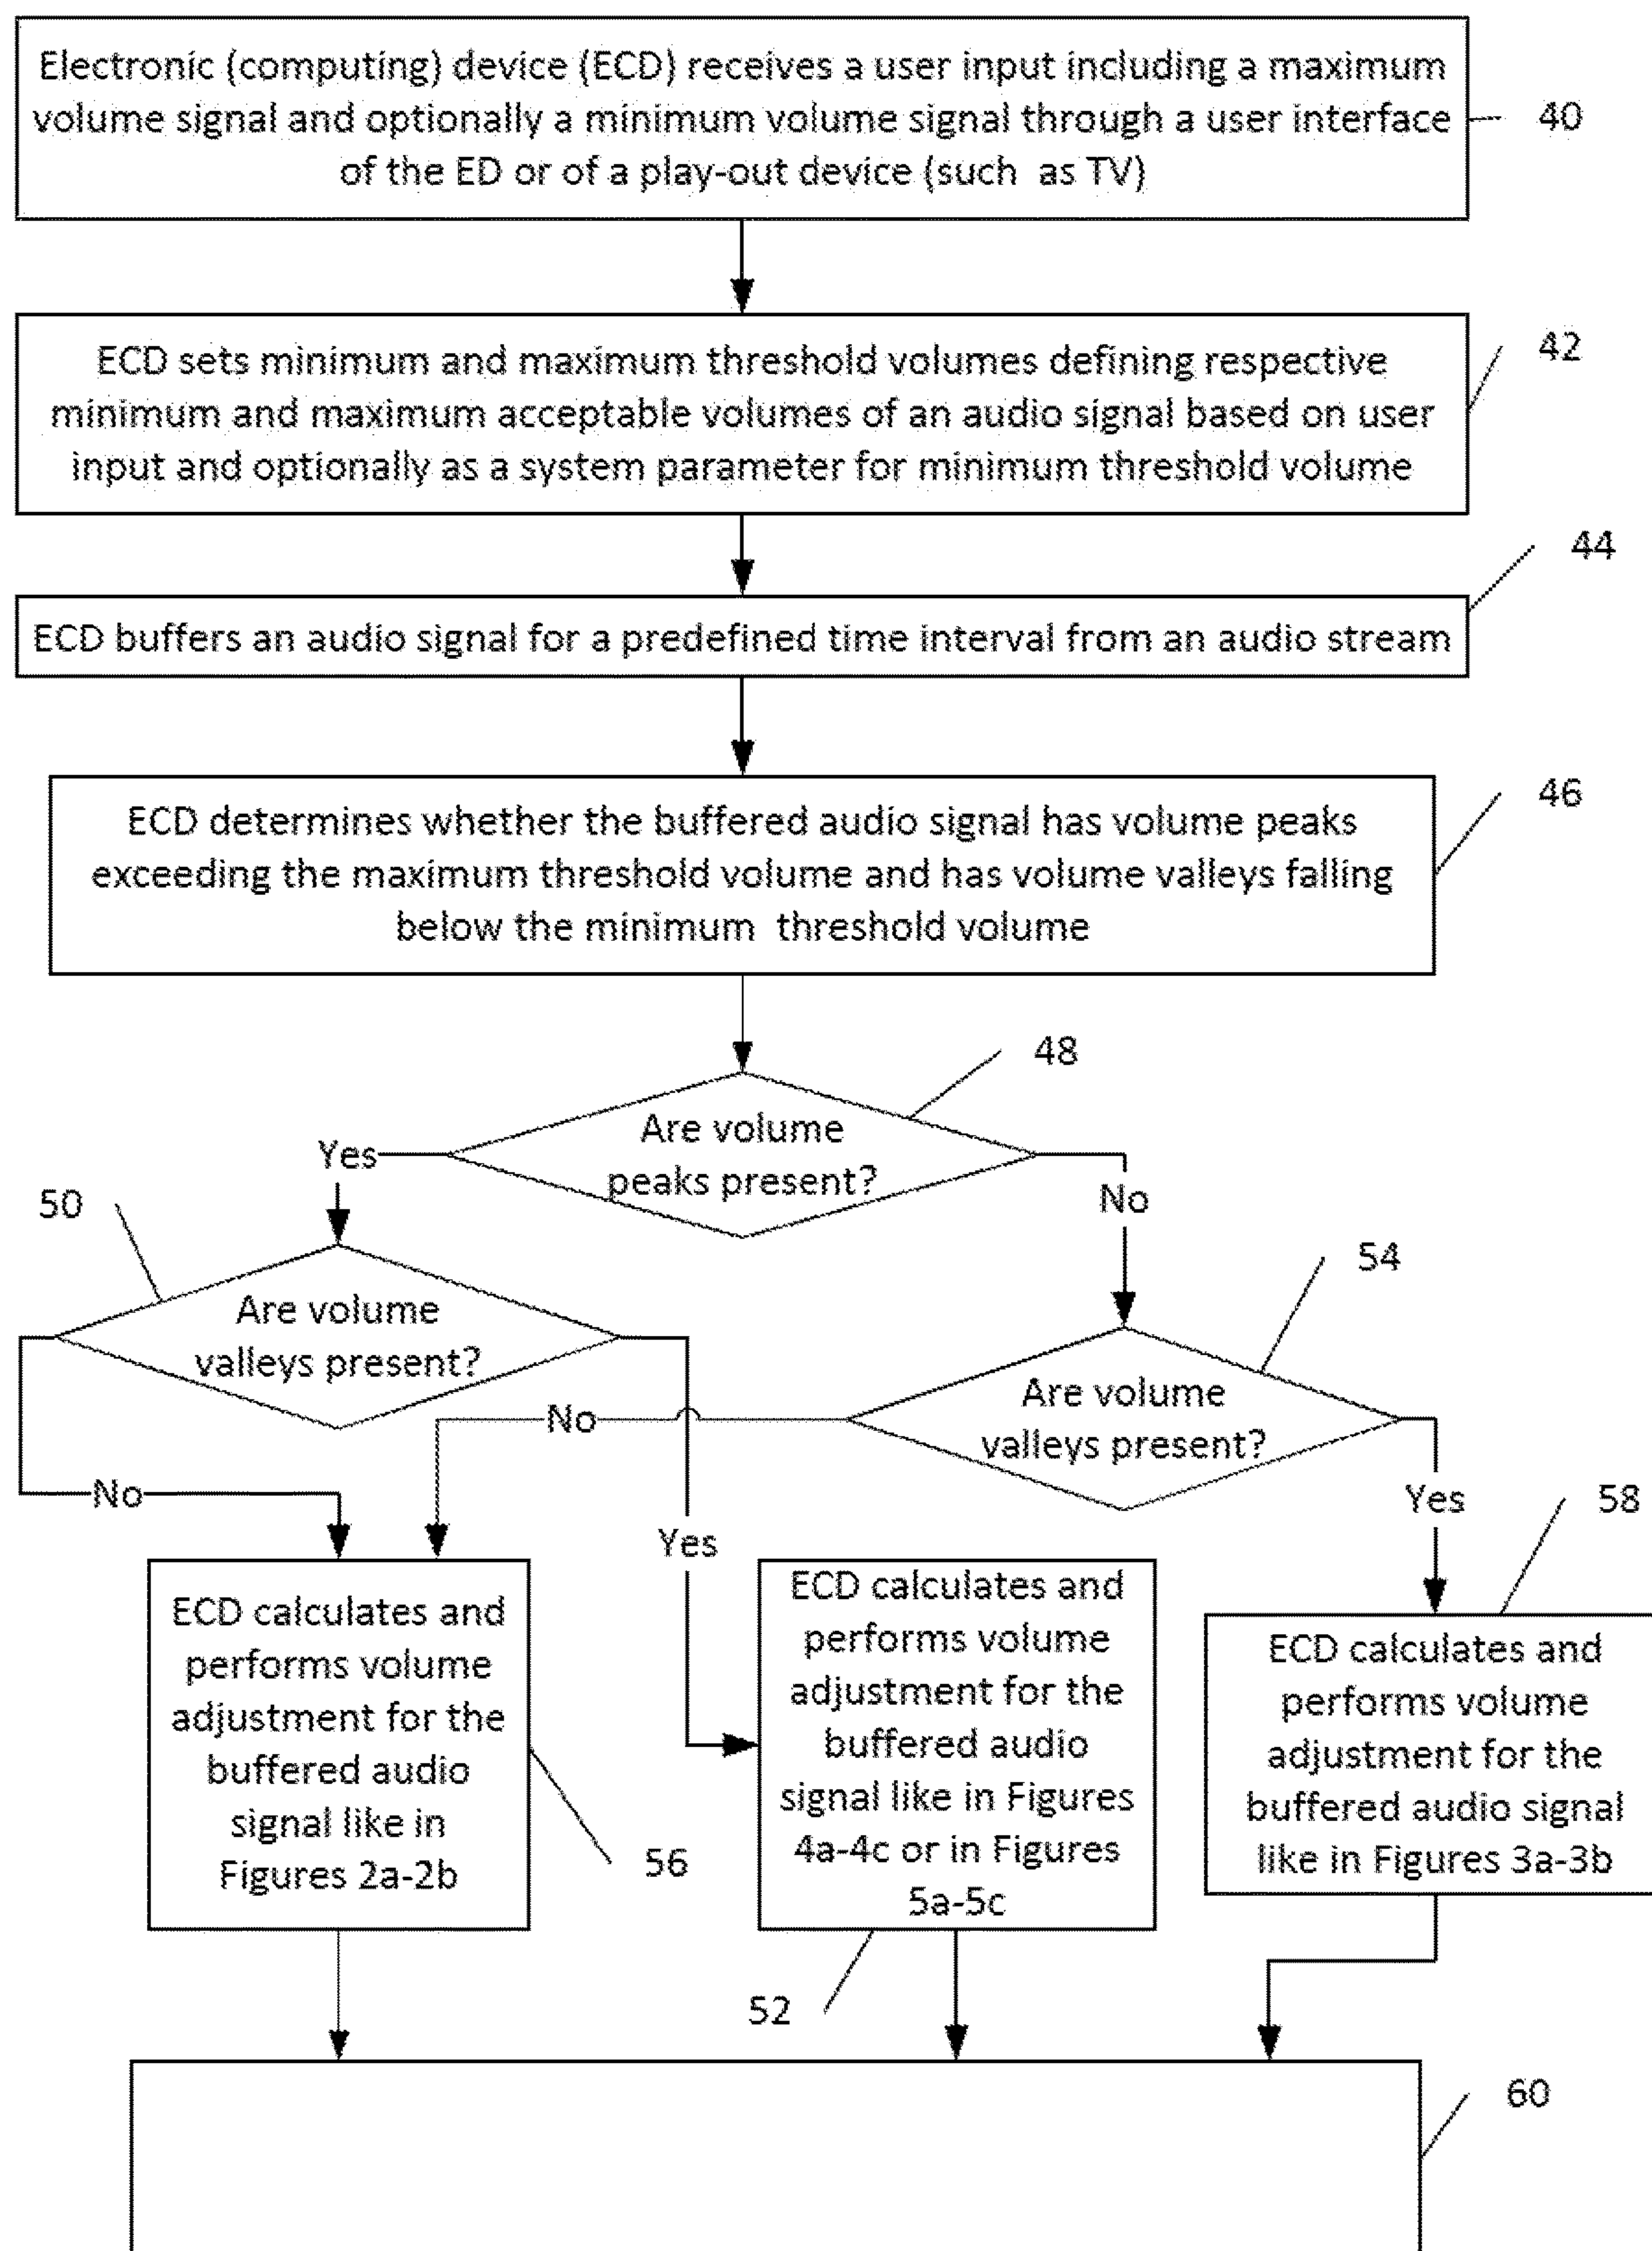 Electronic (computing) device (ECD) receives a user input including a maximum
volume signal and optionally a minimum volume signal through a user interface
of the ED or of a play-out device (such as TV)
40
ECD sets minimum and maximum threshold volumes defining respective
minimum and maximum acceptable volumes of an audio signal based on user
input and optionally as a system parameter for minimum threshold volume
42
44
ECD buffers an audio signal for a predefined time interval from an audio stream
46
ECD determines whether the buffered audio signal has volume peaks
exceeding the maximum threshold volume and has volume valleys falling
below the minimum threshold volume
48
Are volume
peaks present?
Yes
No
50
Are volume
valleys present?
54
Are volume
valleys present?
No
No
Yes
Yes
58
ECD calculates and
performs volume
adjustment for the
buffered audio
signal like in
Figures 2a-2b
56
ECD calculates and
performs volume
adjustment for the
buffered audio
signal like in Figures
4a-4c or in Figures
5a-5c
52
ECD calculates and
performs volume
adjustment for the
buffered audio signal
like in Figures 3a-3b
60